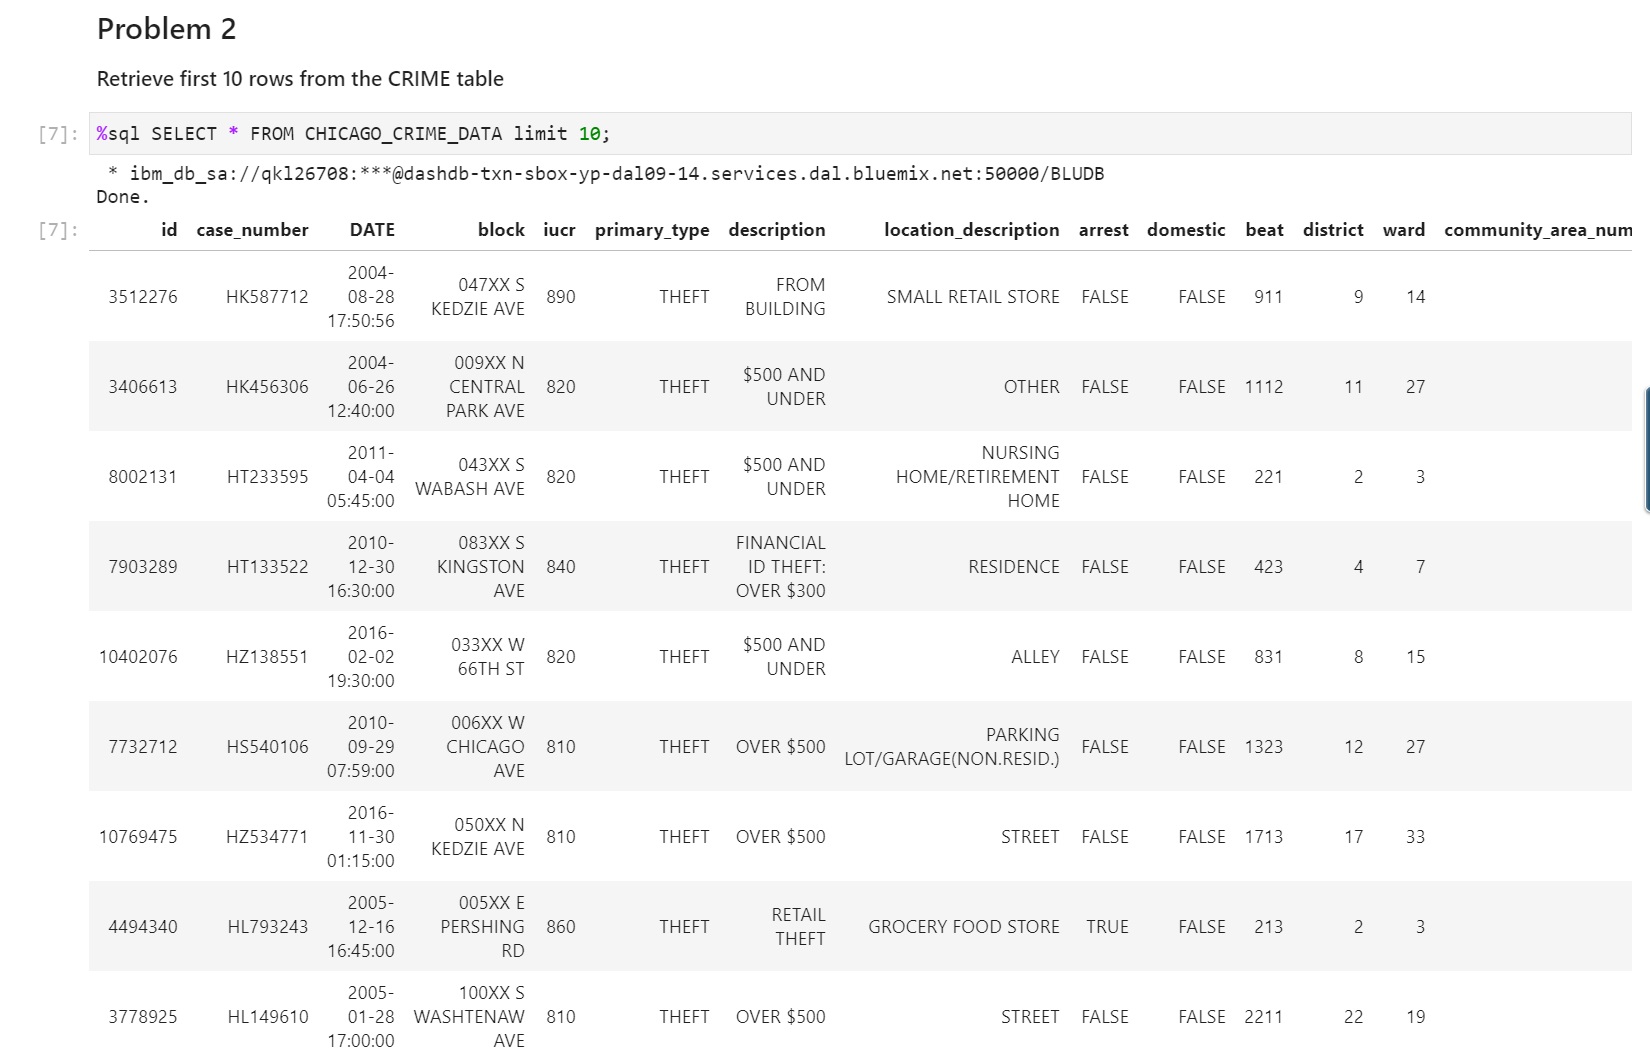 Problem 2
Retrieve first 10 rows from the CRIME table
[7]: %sql SELECT * FROM CHICAGO_CRIME_DATA limit 10;
* ibm_db_sa://qkl26708:***@dashdb-txn-sbox-yp-dal09-14.services.dal.bluemix.net:50000/BLUDB
Done.
[7]: id case_number DATE block iucr primary_type description location_description arrest domestic beat district ward community_area_num
3512276 HK587712 2004-08-28 17:50:56 047XX S KEDZIE AVE 890 THEFT FROM BUILDING SMALL RETAIL STORE FALSE FALSE 911 9 14
3406613 HK456306 2004-06-26 12:40:00 009XX N CENTRAL PARK AVE 820 THEFT $500 AND UNDER OTHER FALSE FALSE 1112 11 27
8002131 HT233595 2011-04-04 05:45:00 043XX S WABASH AVE 820 THEFT $500 AND UNDER NURSING HOME/RETIREMENT HOME FALSE FALSE 221 2 3
7903289 HT133522 2010-12-30 16:30:00 083XX S KINGSTON AVE 840 THEFT FINANCIAL ID THEFT: OVER $300 RESIDENCE FALSE FALSE 423 4 7
10402076 HZ138551 2016-02-02 19:30:00 033XX W 66TH ST 820 THEFT $500 AND UNDER ALLEY FALSE FALSE 831 8 15
7732712 HS540106 2010-09-29 07:59:00 006XX W CHICAGO AVE 810 THEFT OVER $500 PARKING LOT/GARAGE(NON.RESID.) FALSE FALSE 1323 12 27
10769475 HZ534771 2016-11-30 01:15:00 050XX N KEDZIE AVE 810 THEFT OVER $500 STREET FALSE FALSE 1713 17 33
4494340 HL793243 2005-12-16 16:45:00 005XX E PERSHING RD 860 THEFT RETAIL THEFT GROCERY FOOD STORE TRUE FALSE 213 2 3
3778925 HL149610 2005-01-28 17:00:00 100XX S WASHTENAW AVE 810 THEFT OVER $500 STREET FALSE FALSE 2211 22 19